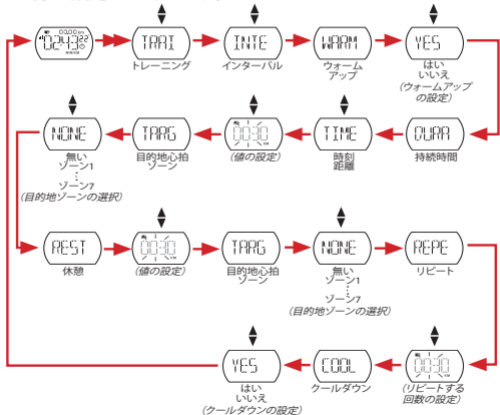 TRAI
トレーニング
INTE
インターバル
WARM
ウォーム
アップ
YES
はい
いいえ
(ウォームアップ
の設定)
DURA
持続時間
TIME
時刻
距離
00:30
(値の設定)
TARG
目的地心拍
ゾーン
NONE
無い
ゾーン1
ゾーン7
(目的地ゾーンの選択)
REST
休憩
00:30
(値の設定)
TARG
目的地心拍
ゾーン
NONE
無い
ゾーン1
ゾーン7
(目的地ゾーンの選択)
REPE
リピート
0030
(リピートする
回数の設定)
COOL
クールダウン
YES
はい
いいえ
(クールダウンの設定)